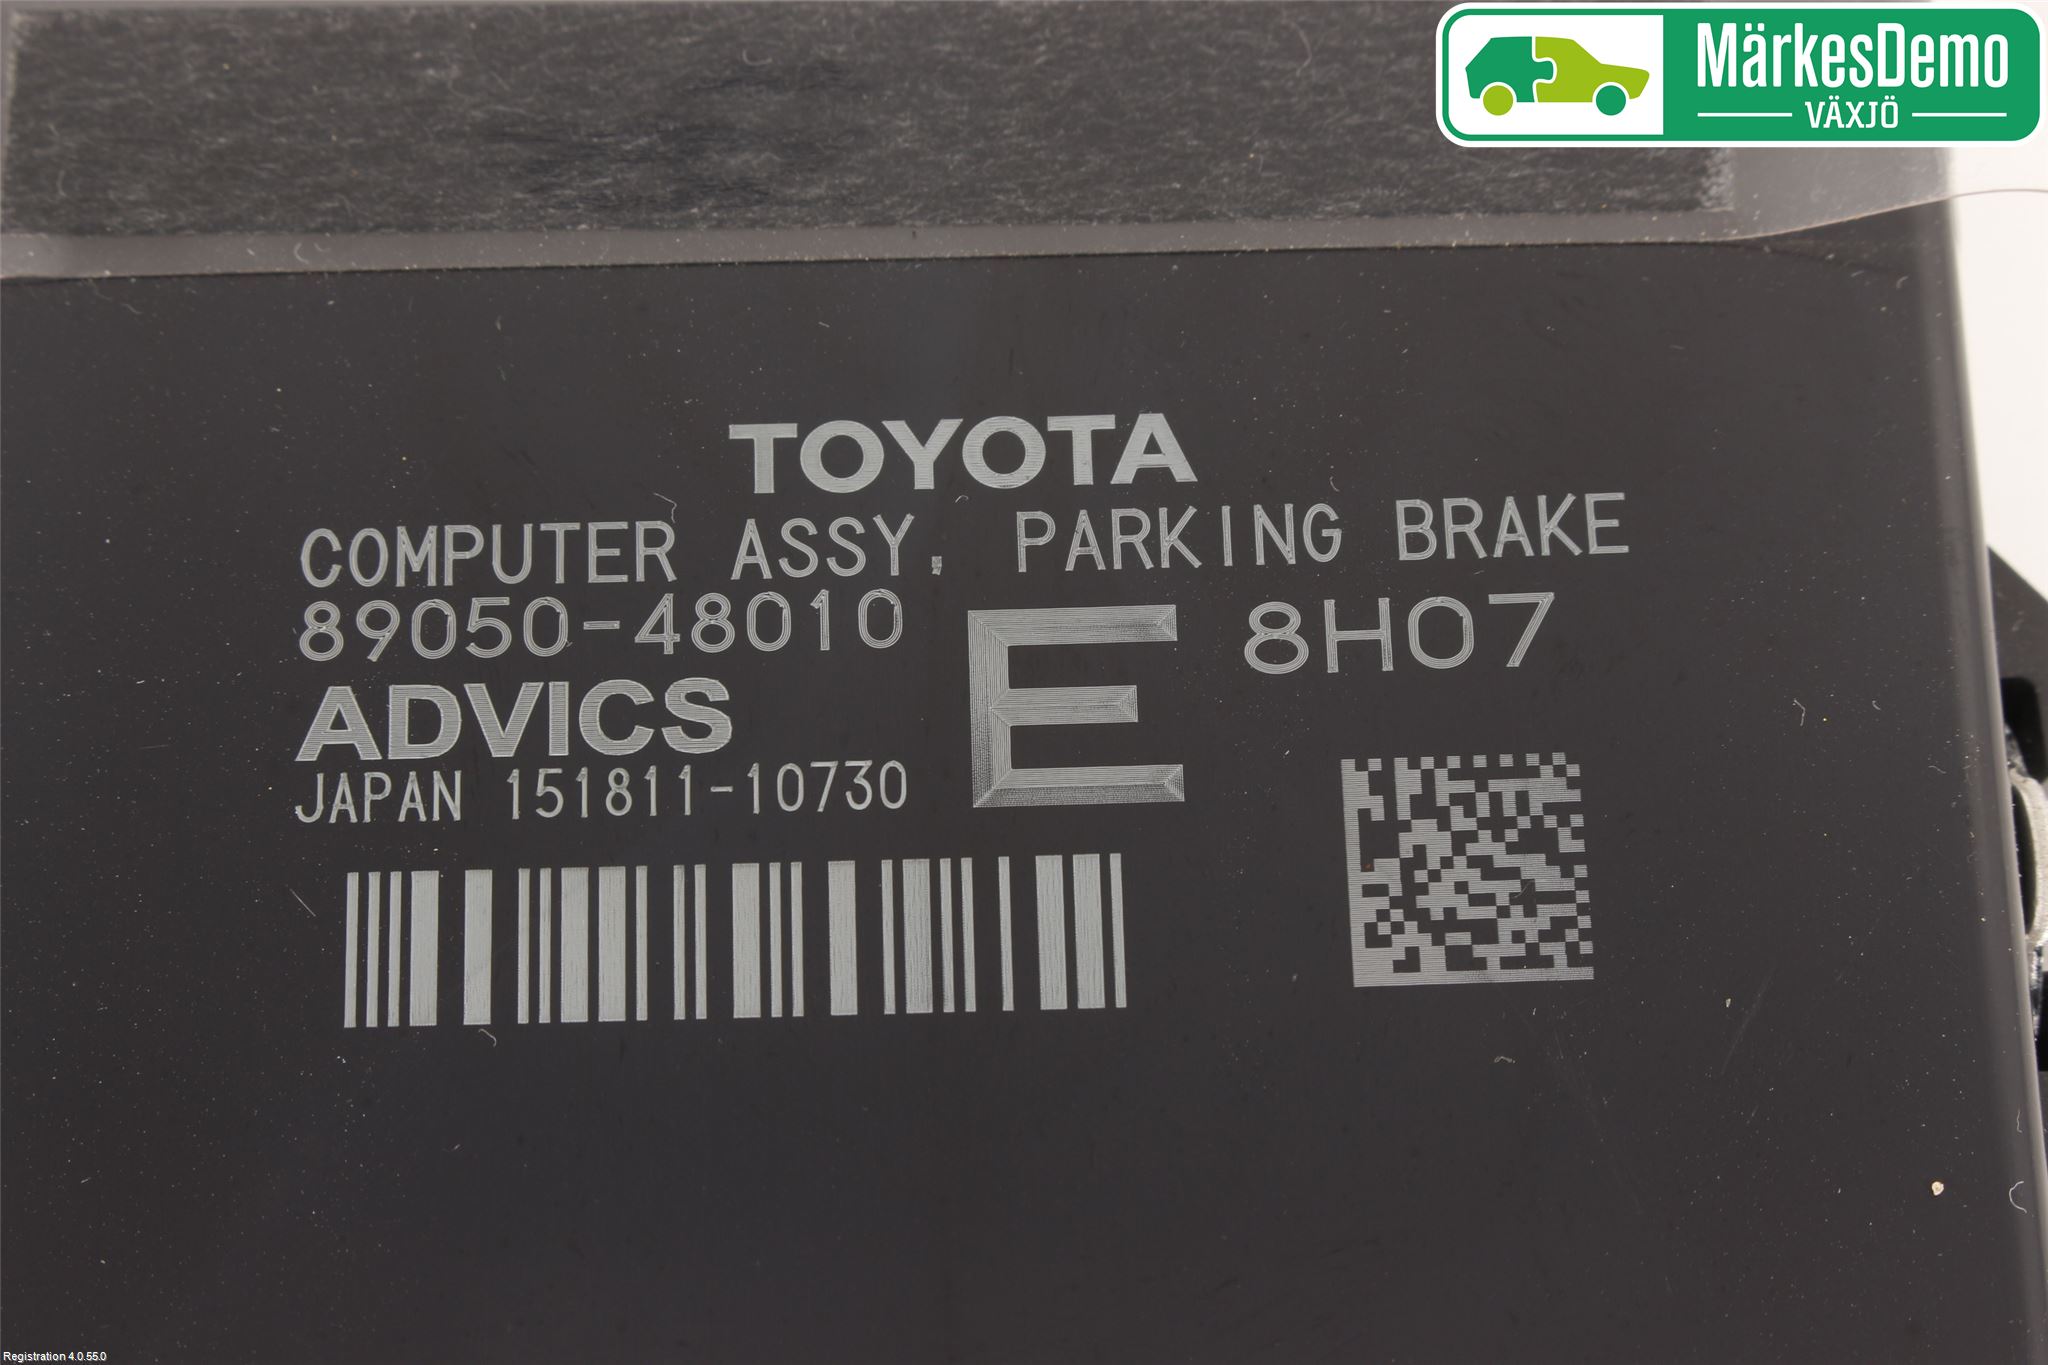 MärkesDemo
VÄXJÖ
TOYOTA
COMPUTER ASSY, PARKING BRAKE
89050-48010
E
8H07
ADVICS
JAPAN 151811-10730
Registration 4.0.55.0